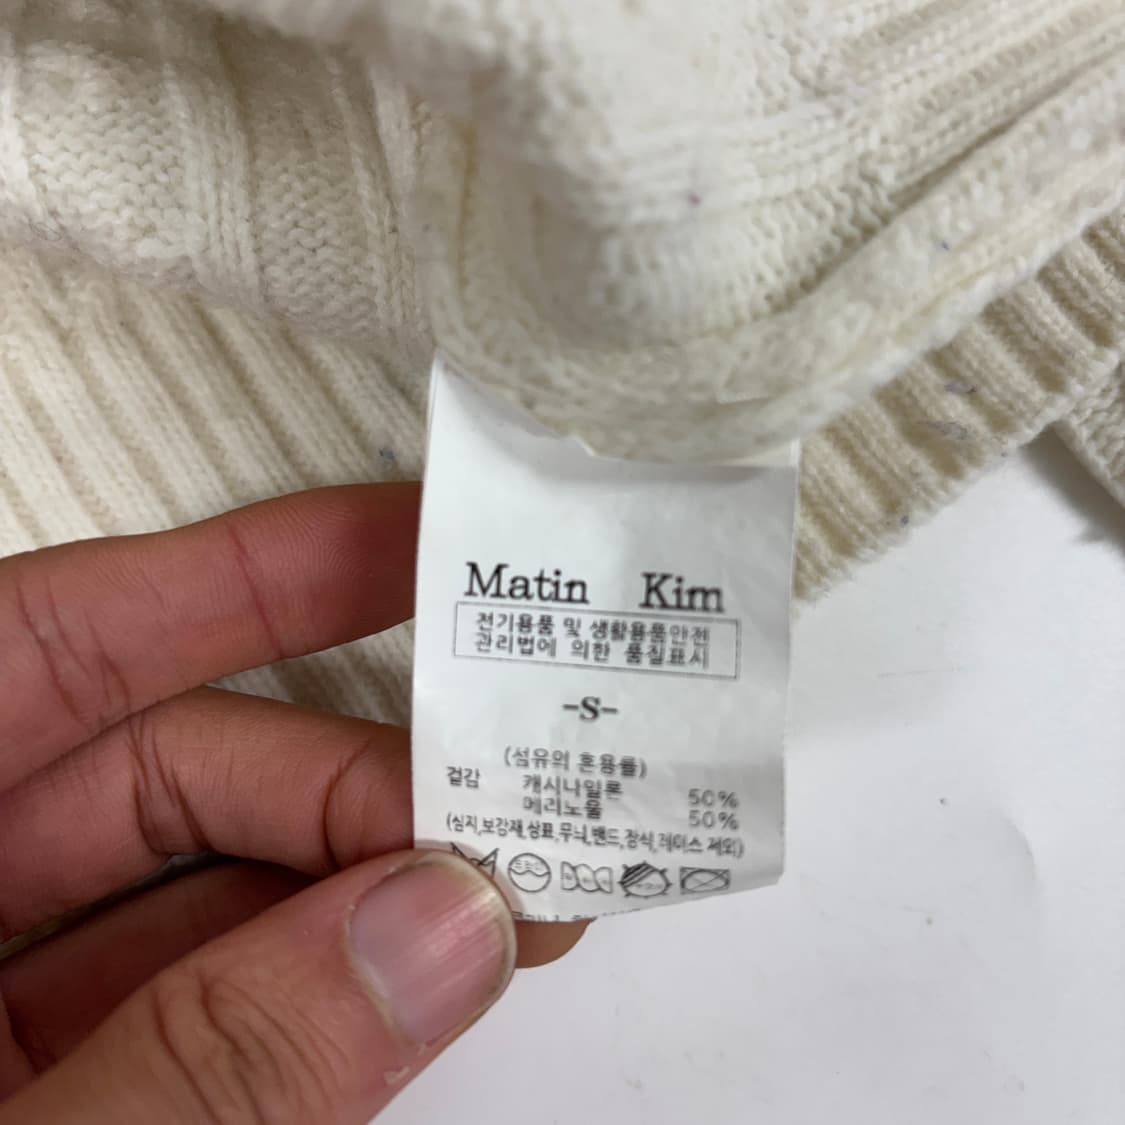 Matin Kim
전기용품 및 생활용품안전
관리법에 의한 품질표시
-S-
(섬유의 혼용률)
겉감 캐시나일론 50%
메리노울 50%
(심지,보강재,상표,무늬,밴드,장식,레이스 제외)